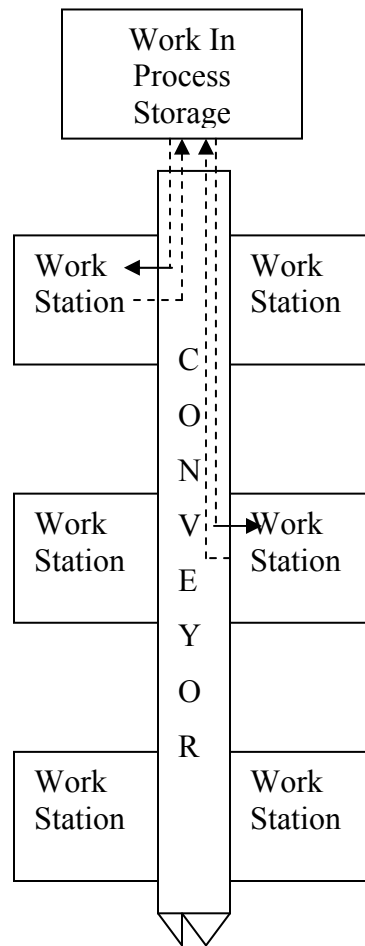 Work In
Process
Storage
Work
Station
Work
Station
C
O
N
V
E
Y
O
R
Work
Station
Work
Station
Work
Station
Work
Station